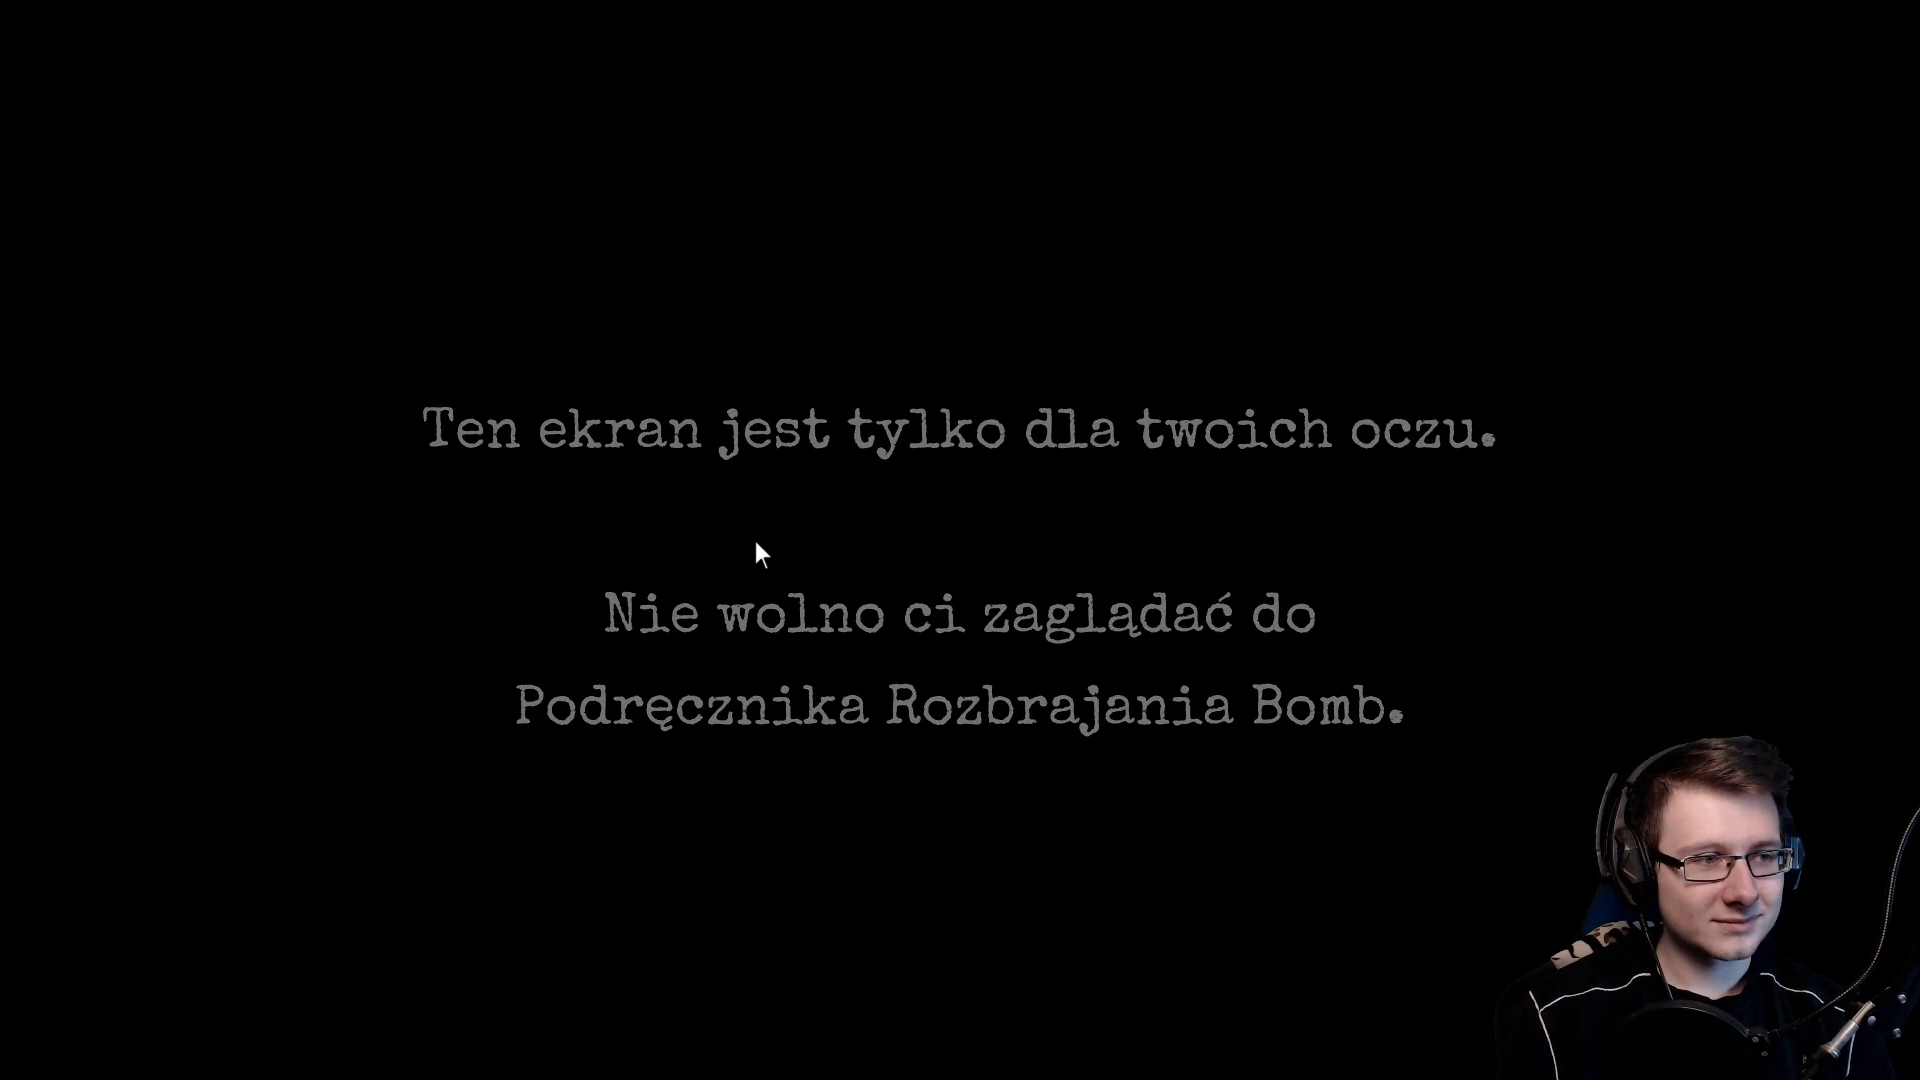 Ten ekran jest tylko dla twoich oczu.
Nie wolno ci zaglądać do
Podręcznika Rozbrajania Bomb.